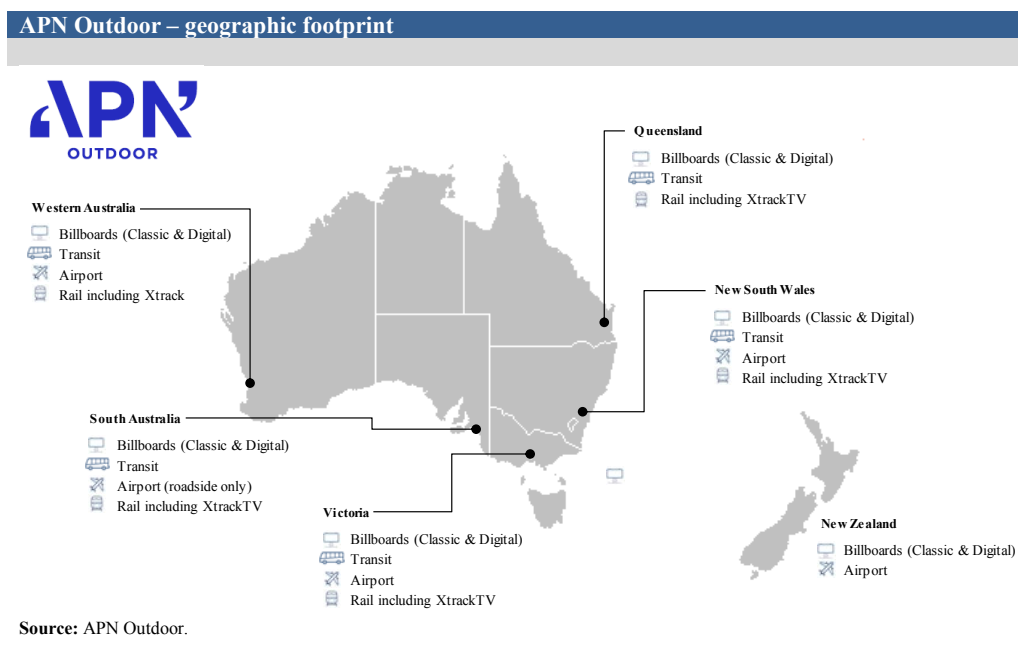 APN Outdoor – geographic footprint
APN
OUTDOOR
Queensland
Billboards (Classic & Digital)
Transit
Rail including XtrackTV
Western Australia
Billboards (Classic & Digital)
Transit
Airport
Rail including Xtrack
New South Wales
Billboards (Classic & Digital)
Transit
Airport
Rail including XtrackTV
South Australia
Billboards (Classic & Digital)
Transit
Airport (roadside only)
Rail including XtrackTV
Victoria
Billboards (Classic & Digital)
Transit
Airport
Rail including XtrackTV
New Zealand
Billboards (Classic & Digital)
Airport
Source: APN Outdoor.